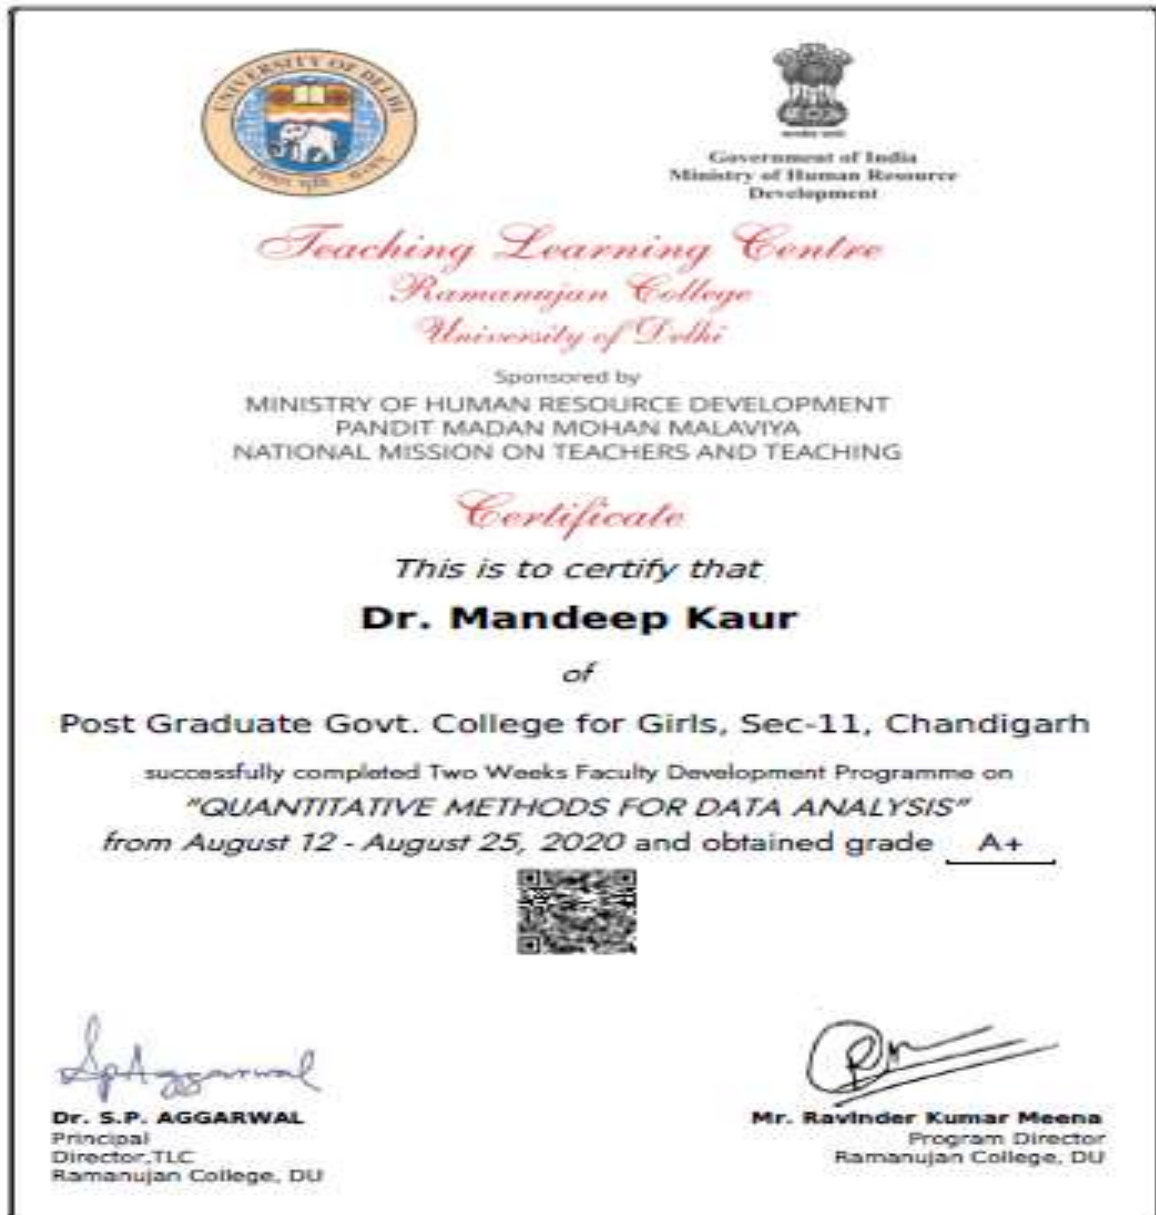 UNIVERSITY OF DELHI
Government of India
Ministry of Human Resource
Development
Teaching Learning Centre
Ramanujan College
University of Delhi
Sponsored by
MINISTRY OF HUMAN RESOURCE DEVELOPMENT
PANDIT MADAN MOHAN MALAVIYA
NATIONAL MISSION ON TEACHERS AND TEACHING
Certificate
This is to certify that
Dr. Mandeep Kaur
of
Post Graduate Govt. College for Girls, Sec-11, Chandigarh
successfully completed Two Weeks Faculty Development Programme on
"QUANTITATIVE METHODS FOR DATA ANALYSIS"
from August 12 - August 25, 2020 and obtained grade A+
SpAggarwal
Dr. S.P. AGGARWAL
Principal
Director,TLC
Ramanujan College, DU
Mr. Ravinder Kumar Meena
Program Director
Ramanujan College, DU